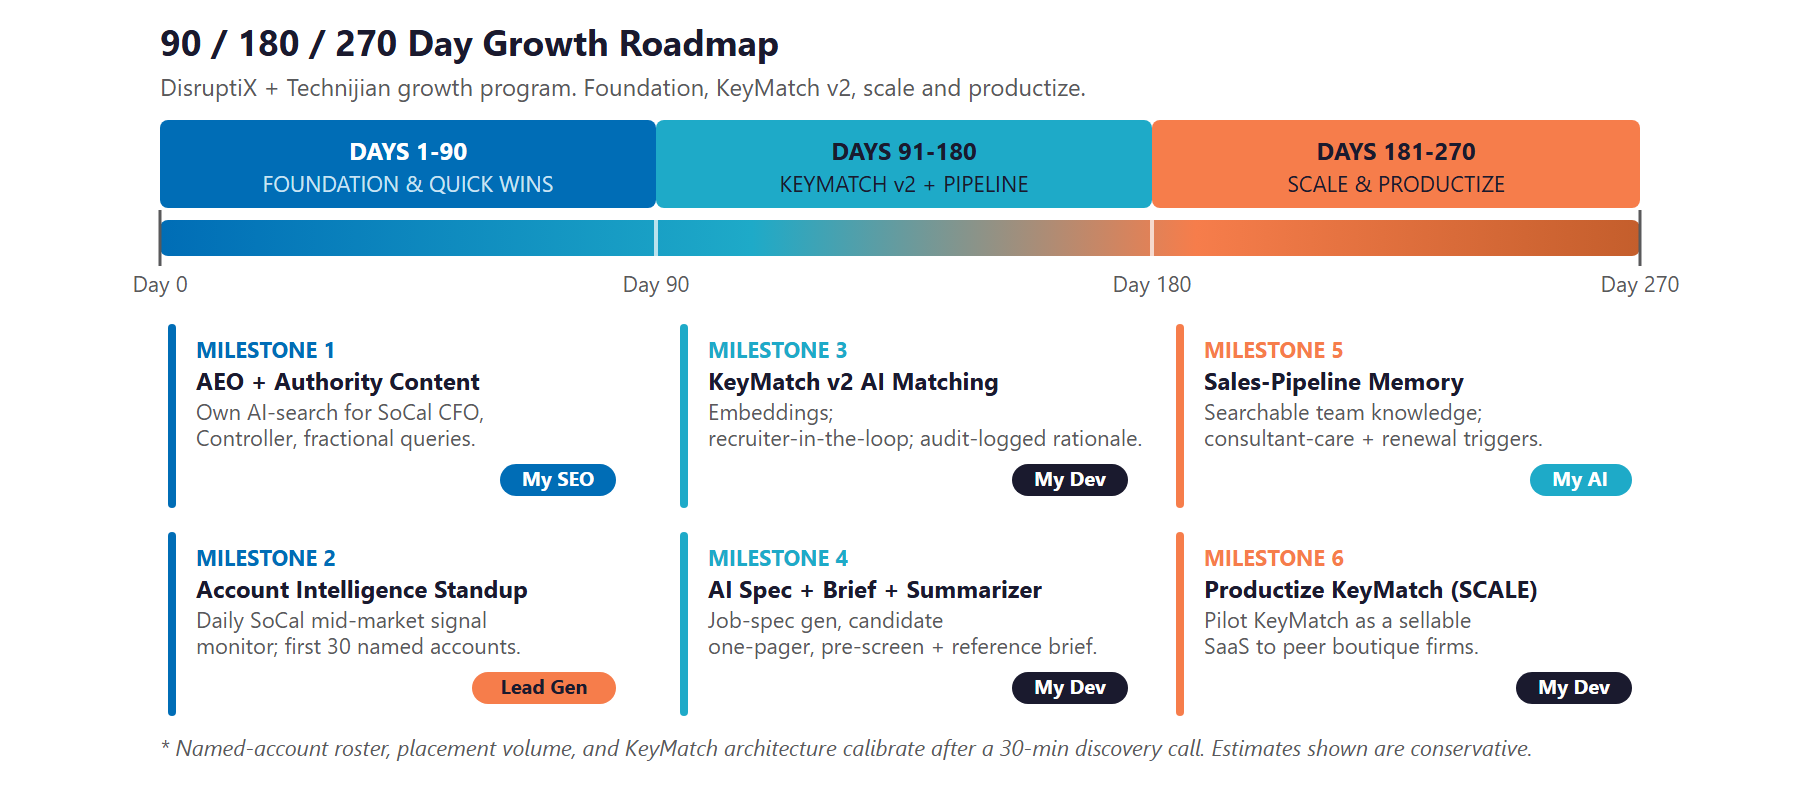 90 / 180 / 270 Day Growth Roadmap
DisruptiX + Technijian growth program. Foundation, KeyMatch v2, scale and productize.
DAYS 1-90
FOUNDATION & QUICK WINS
DAYS 91-180
KEYMATCH v2 + PIPELINE
DAYS 181-270
SCALE & PRODUCTIZE
Day 0
Day 90
Day 180
Day 270
MILESTONE 1
AEO + Authority Content
Own AI-search for SoCal CFO,
Controller, fractional queries.
My SEO
MILESTONE 3
KeyMatch v2 AI Matching
Embeddings;
recruiter-in-the-loop; audit-logged rationale.
My Dev
MILESTONE 5
Sales-Pipeline Memory
Searchable team knowledge;
consultant-care + renewal triggers.
My AI
MILESTONE 2
Account Intelligence Standup
Daily SoCal mid-market signal
monitor; first 30 named accounts.
Lead Gen
MILESTONE 4
AI Spec + Brief + Summarizer
Job-spec gen, candidate
one-pager, pre-screen + reference brief.
My Dev
MILESTONE 6
Productize KeyMatch (SCALE)
Pilot KeyMatch as a sellable
SaaS to peer boutique firms.
My Dev
* Named-account roster, placement volume, and KeyMatch architecture calibrate after a 30-min discovery call. Estimates shown are conservative.